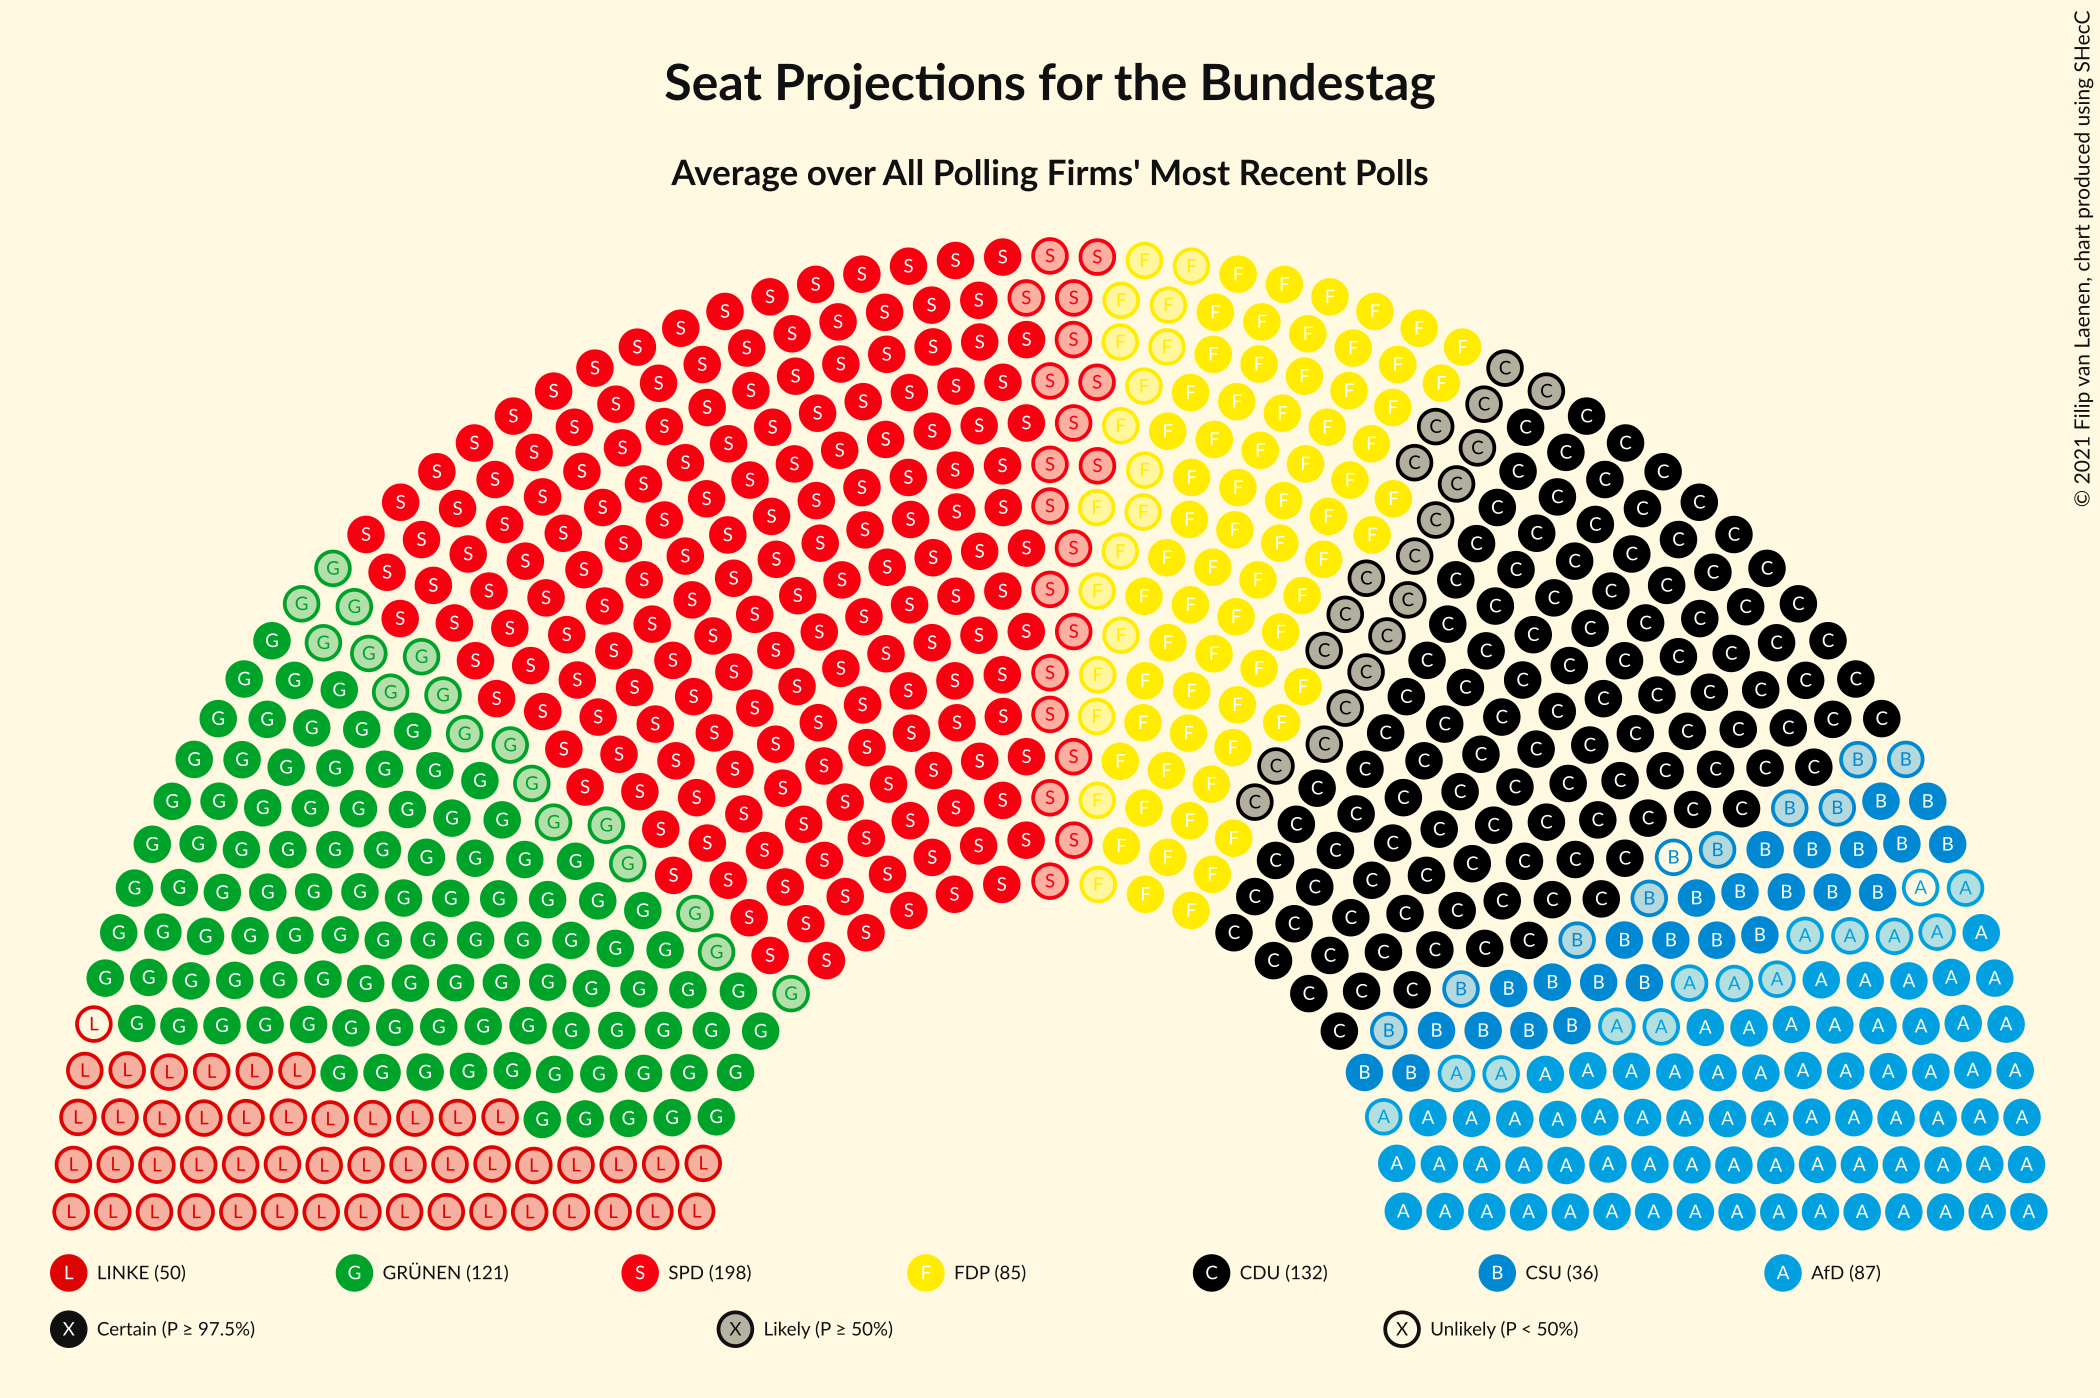 Seat Projections for the Bundestag
Average over All Polling Firms' Most Recent Polls
© 2021 Filip van Laenen, chart produced using SHecC
L LINKE (50) G GRÜNEN (121) S SPD (198) F FDP (85) C CDU (132) B CSU (36) A AfD (87)
X Certain (P ≥ 97.5%) X Likely (P ≥ 50%) X Unlikely (P < 50%)